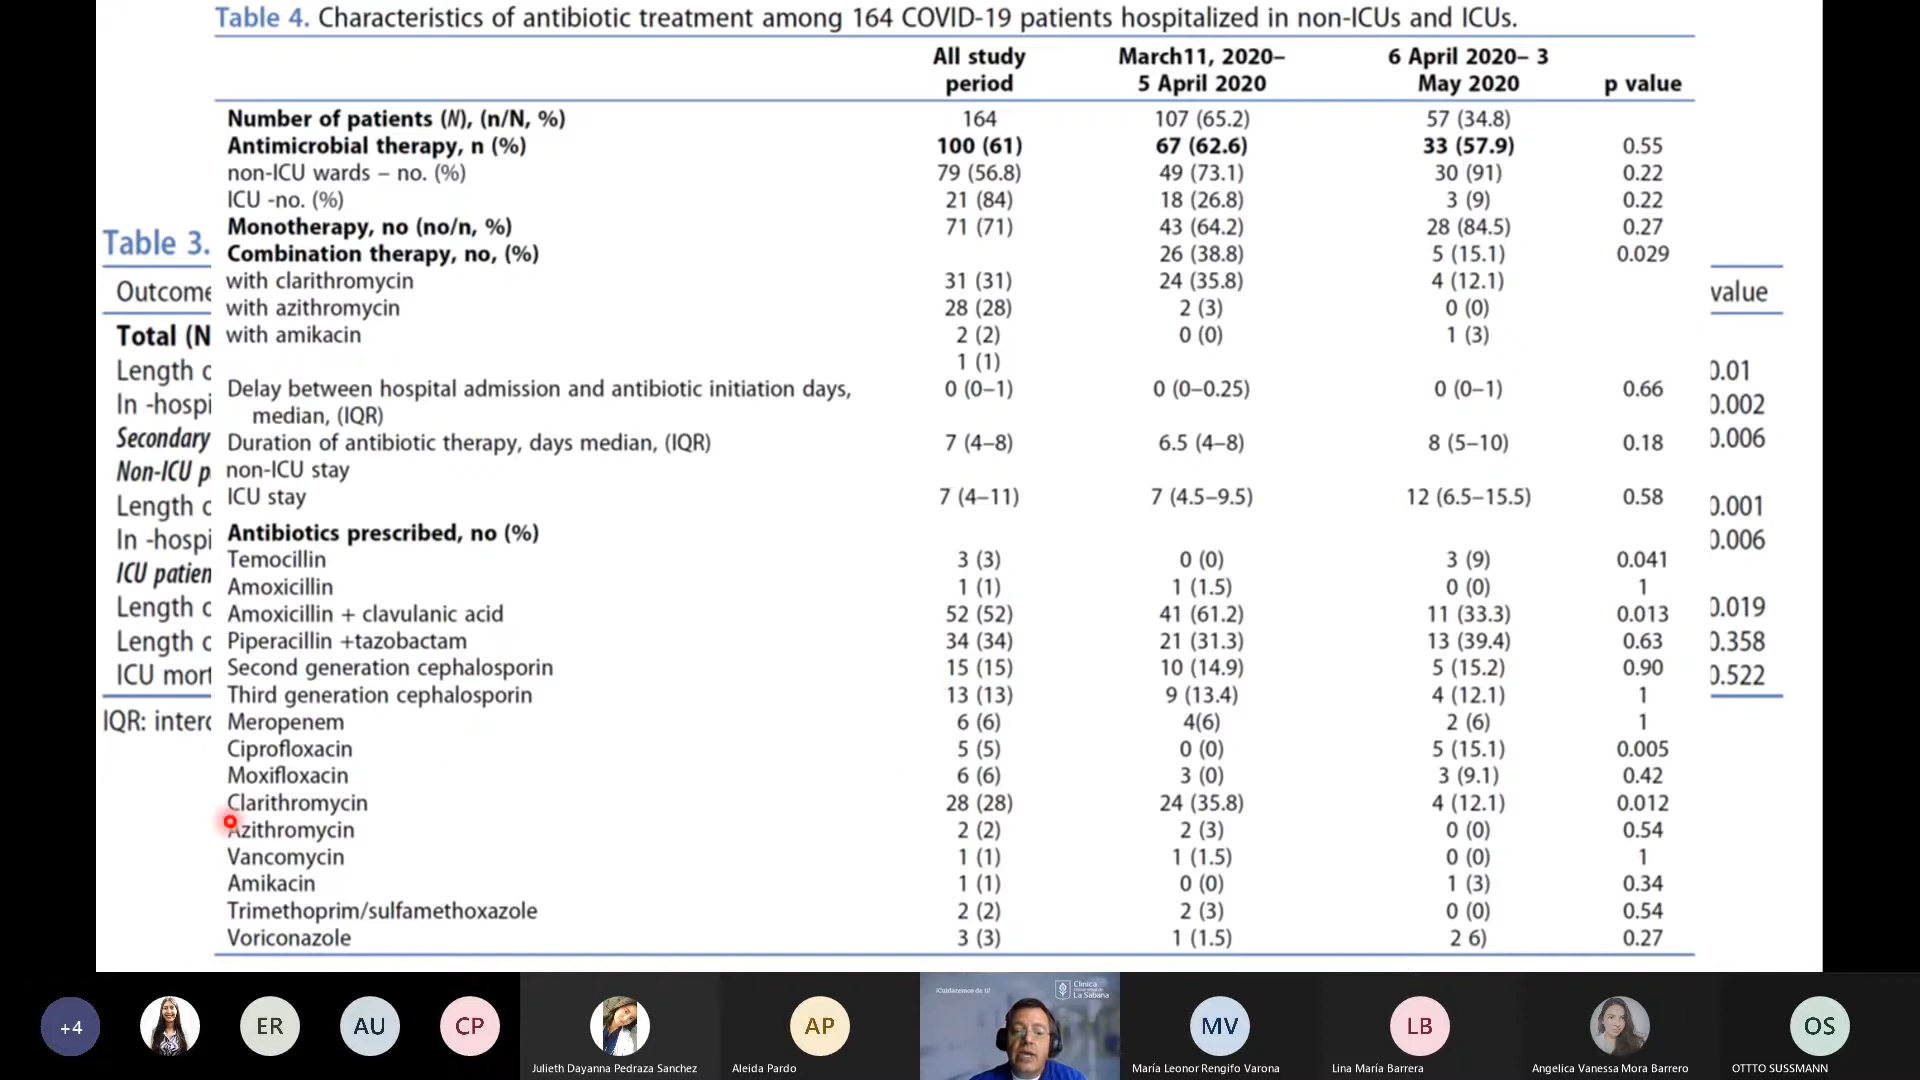 Table 4. Characteristics of antibiotic treatment among 164 COVID-19 patients hospitalized in non-ICUs and ICUs.
All study period March11, 2020– 5 April 2020 6 April 2020– 3 May 2020 p value
Number of patients (N), (n/N, %) 164 107 (65.2) 57 (34.8)
Antimicrobial therapy, n (%) 100 (61) 67 (62.6) 33 (57.9) 0.55
non-ICU wards – no. (%) 79 (56.8) 49 (73.1) 30 (91) 0.22
ICU -no. (%) 21 (84) 18 (26.8) 3 (9) 0.22
Monotherapy, no (no/n, %) 71 (71) 43 (64.2) 28 (84.5) 0.27
Combination therapy, no, (%) 26 (38.8) 5 (15.1) 0.029
with clarithromycin 31 (31) 24 (35.8) 4 (12.1)
with azithromycin 28 (28) 2 (3) 0 (0)
with amikacin 2 (2) 0 (0) 1 (3)
1 (1)
Delay between hospital admission and antibiotic initiation days, 0 (0–1) 0 (0–0.25) 0 (0–1) 0.66
median, (IQR)
Duration of antibiotic therapy, days median, (IQR) 7 (4–8) 6.5 (4–8) 8 (5–10) 0.18
non-ICU stay
ICU stay 7 (4–11) 7 (4.5–9.5) 12 (6.5–15.5) 0.58
Antibiotics prescribed, no (%)
Temocillin 3 (3) 0 (0) 3 (9) 0.041
Amoxicillin 1 (1) 1 (1.5) 0 (0) 1
Amoxicillin + clavulanic acid 52 (52) 41 (61.2) 11 (33.3) 0.013
Piperacillin +tazobactam 34 (34) 21 (31.3) 13 (39.4) 0.63
Second generation cephalosporin 15 (15) 10 (14.9) 5 (15.2) 0.90
Third generation cephalosporin 13 (13) 9 (13.4) 4 (12.1) 1
Meropenem 6 (6) 4(6) 2 (6) 1
Ciprofloxacin 5 (5) 0 (0) 5 (15.1) 0.005
Moxifloxacin 6 (6) 3 (0) 3 (9.1) 0.42
Clarithromycin 28 (28) 24 (35.8) 4 (12.1) 0.012
Azithromycin 2 (2) 2 (3) 0 (0) 0.54
Vancomycin 1 (1) 1 (1.5) 0 (0) 1
Amikacin 1 (1) 0 (0) 1 (3) 0.34
Trimethoprim/sulfamethoxazole 2 (2) 2 (3) 0 (0) 0.54
Voriconazole 3 (3) 1 (1.5) 2 6) 0.27
Table 3.
Outcome value
Total (N
Length o 0.01
In -hospi 0.002
Secondary 0.006
Non-ICU p
Length o 0.001
In -hospi 0.006
ICU patien
Length o 0.019
Length o 0.358
ICU mort 0.522
IQR: interq
¡Cuidaremos de ti!
Clínica
La Sabana
+4 ER AU CP AP MV LB OS
Julieth Dayanna Pedraza Sanchez Aleida Pardo María Leonor Rengifo Varona Lina María Barrera Angelica Vanessa Mora Barrero OTTTO SUSSMANN